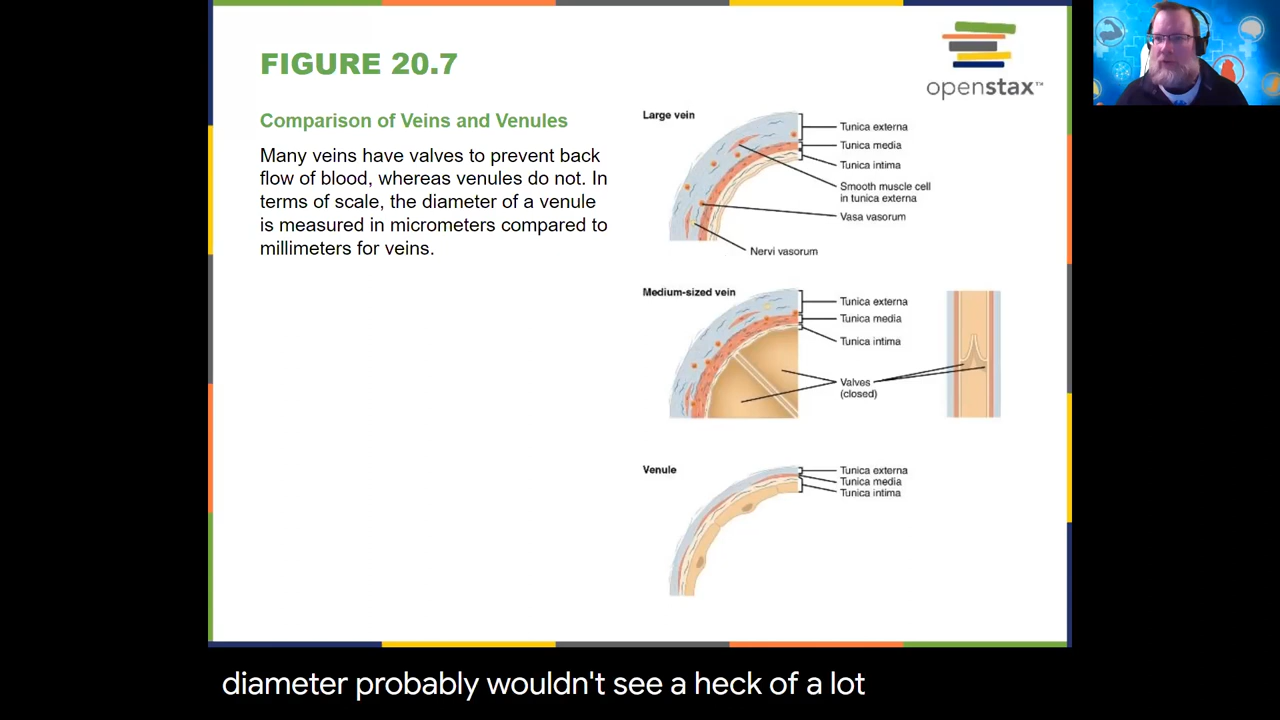 FIGURE 20.7
openstax™
Comparison of Veins and Venules
Many veins have valves to prevent back
flow of blood, whereas venules do not. In
terms of scale, the diameter of a venule
is measured in micrometers compared to
millimeters for veins.
Large vein
Tunica externa
Tunica media
Tunica intima
Smooth muscle cell
in tunica externa
Vasa vasorum
Nervi vasorum
Medium-sized vein
Tunica externa
Tunica media
Tunica intima
Valves
(closed)
Venule
Tunica externa
Tunica media
Tunica intima
diameter probably wouldn't see a heck of a lot